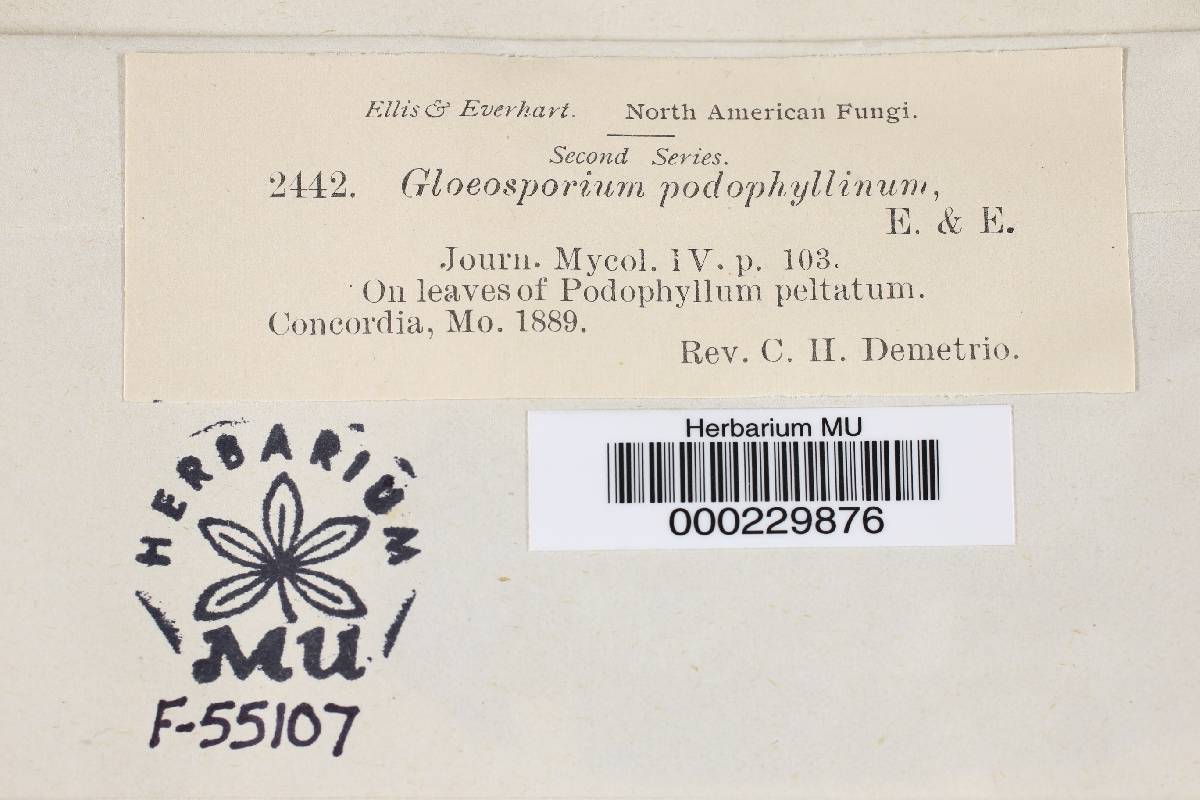 Ellis & Everhart. North American Fungi.
Second Series.
2442. Gloeosporium podophyllinum,
E. & E.
Journ. Mycol. IV. p. 103.
On leaves of Podophyllum peltatum.
Concordia, Mo. 1889.
Rev. C. H. Demetrio.
Herbarium MU
000229876
HERBARIUM
MU
F-55107